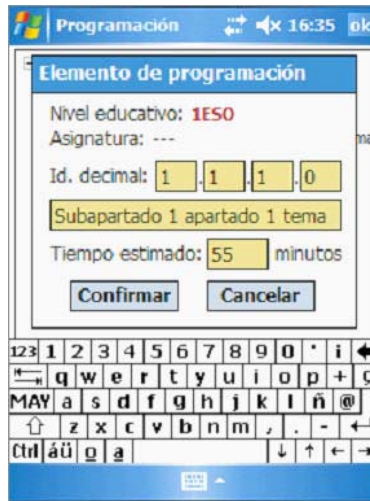 Programación 16:35 ok
Elemento de programación
Nivel educativo: 1ESO
Asignatura: ---
Id. decimal: 1 .1 .1 .0
Subapartado 1 apartado 1 tema
Tiempo estimado: 55 minutos
Confirmar Cancelar
123 1 2 3 4 5 6 7 8 9 0 ' ¡
q w e r t y u i o p +
MAY a s d f g h j k l ñ @
z x c v b n m , . -
Ctrl áü º ª ↓ ↑ ←